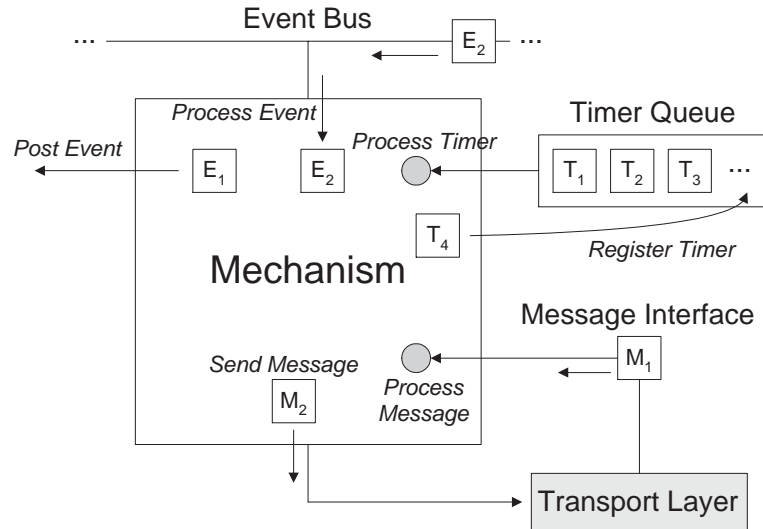 Event Bus
... E2 ...
Process Event
Timer Queue
Post Event
Process Timer
E1 E2
T1 T2 T3 ...
T4
Register Timer
Mechanism
Message Interface
Send Message
M1
Process
Message
M2
Transport Layer